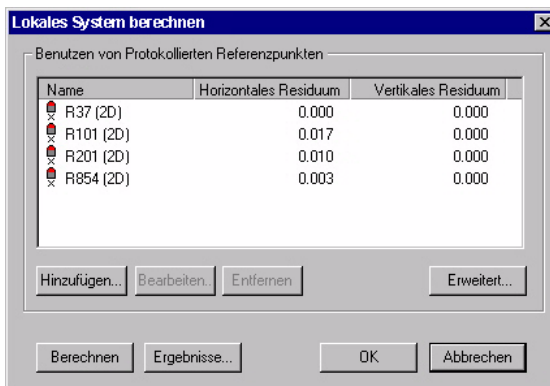 Lokales System berechnen
Benutzen von Protokollierten Referenzpunkten
Name Horizontales Residuum Vertikales Residuum
R37 (2D) 0.000 0.000
R101 (2D) 0.017 0.000
R201 (2D) 0.010 0.000
R854 (2D) 0.003 0.000
Hinzufügen... Bearbeiten.. Entfernen Erweitert...
Berechnen Ergebnisse... OK Abbrechen